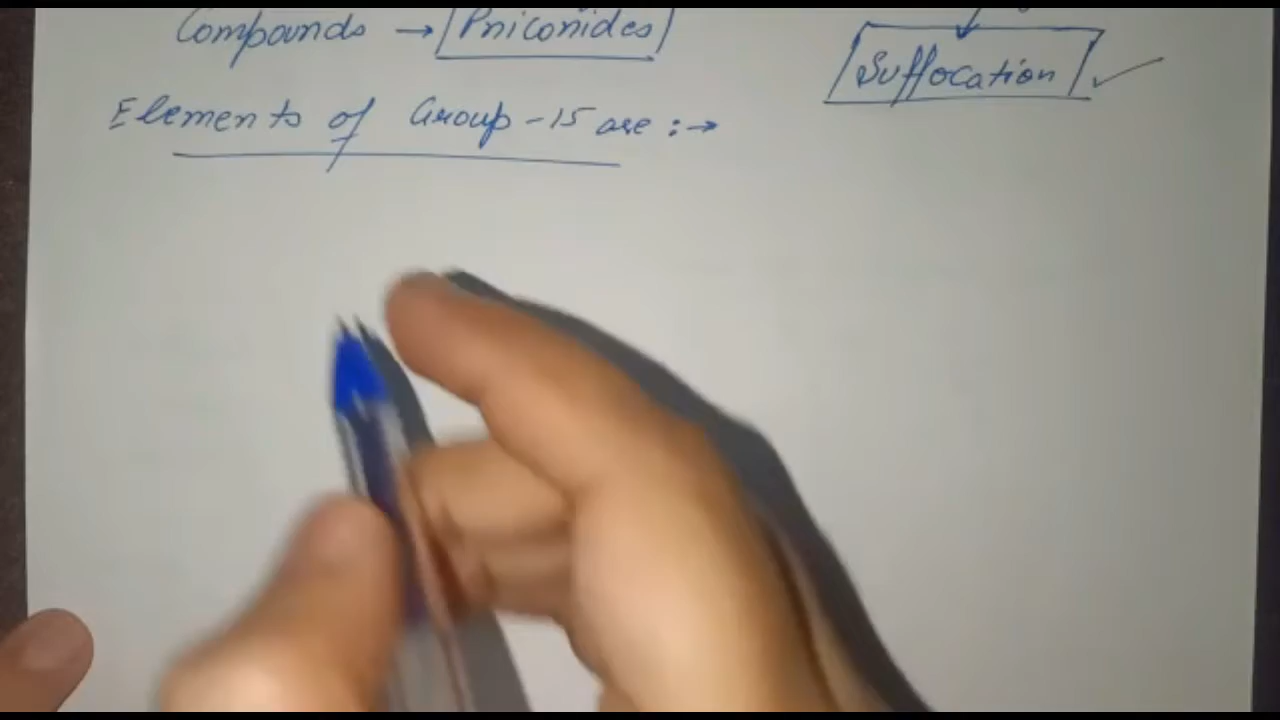 Compounds → Pniconides
Suffocation ✓
Elements of Group-15 are :→